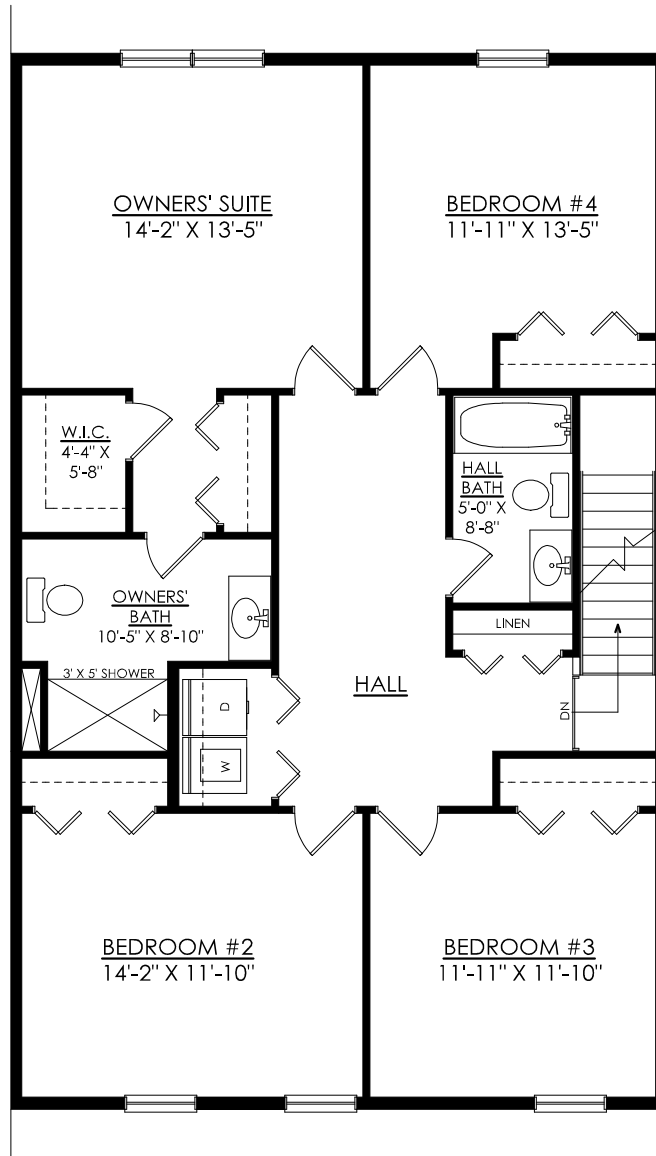 OWNERS' SUITE
14'-2" X 13'-5"
BEDROOM #4
11'-11" X 13'-5"
W.I.C.
4'-4" X
5'-8"
HALL
BATH
5'-0" X
8'-8"
OWNERS'
BATH
10'-5" X 8'-10"
LINEN
3' X 5' SHOWER
HALL
D
W
DN
BEDROOM #2
14'-2" X 11'-10"
BEDROOM #3
11'-11" X 11'-10"